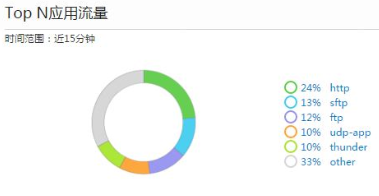 Top N应用流量
时间范围：近15分钟
24% http
13% sftp
12% ftp
10% udp-app
10% thunder
33% other